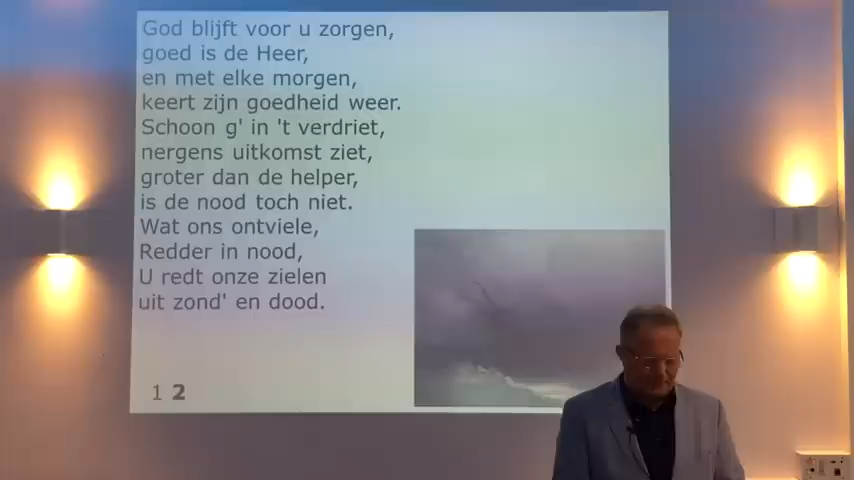 God blijft voor u zorgen,
goed is de Heer,
en met elke morgen,
keert zijn goedheid weer.
Schoon g' in 't verdriet,
nergens uitkomst ziet,
groter dan de helper,
is de nood toch niet.
Wat ons ontviele,
Redder in nood,
U redt onze zielen
uit zond' en dood.
1 2